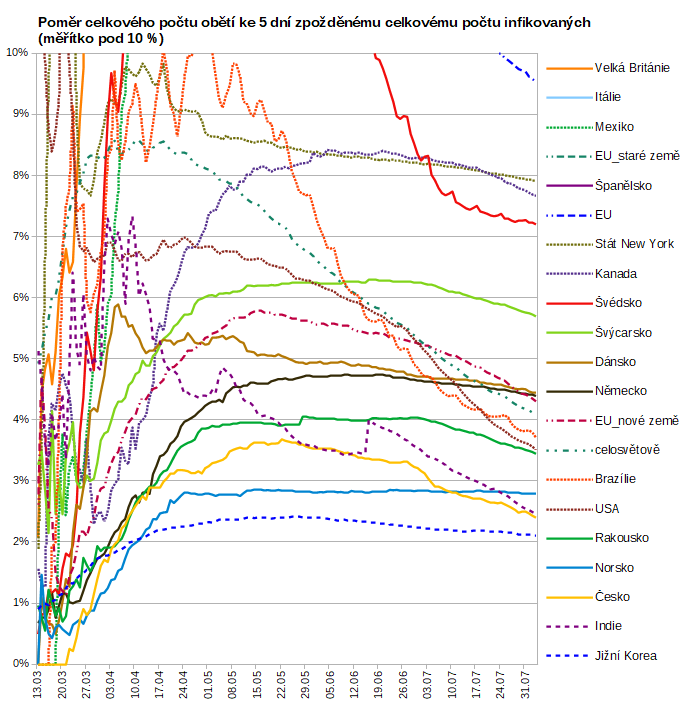 Poměr celkového počtu obětí ke 5 dní zpožděnému celkovému počtu infikovaných
(měřítko pod 10 %)
10%
9%
8%
7%
6%
5%
4%
3%
2%
1%
0%
13.03
20.03
27.03
03.04
10.04
17.04
24.04
01.05
08.05
15.05
22.05
29.05
05.06
12.06
19.06
26.06
03.07
10.07
17.07
24.07
31.07
Velká Británie
Itálie
Mexiko
EU_staré země
Španělsko
EU
Stát New York
Kanada
Švédsko
Švýcarsko
Dánsko
Německo
EU_nové země
celosvětově
Brazílie
USA
Rakousko
Norsko
Česko
Indie
Jižní Korea